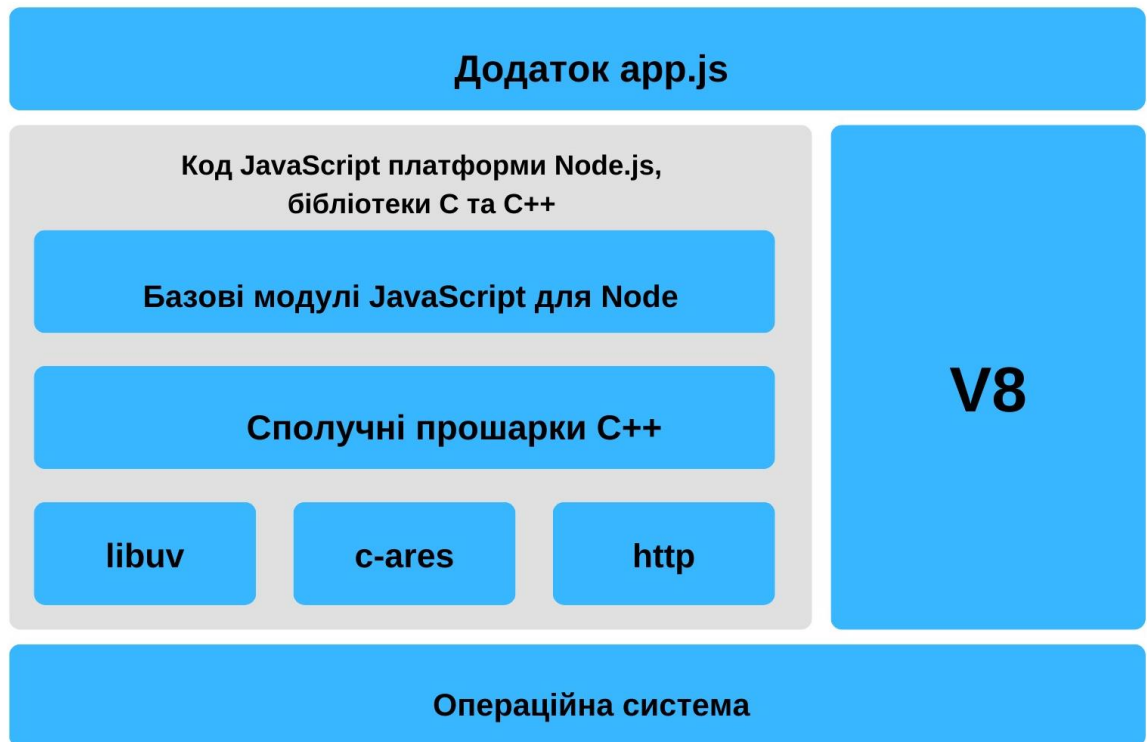 Додаток app.js
Код JavaScript платформи Node.js,
бібліотеки C та C++
Базові модулі JavaScript для Node
Сполучні прошарки C++
V8
libuv
c-ares
http
Операційна система